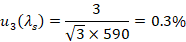 u₃(λₛ) = 3 / (√3 × 590) = 0.3%